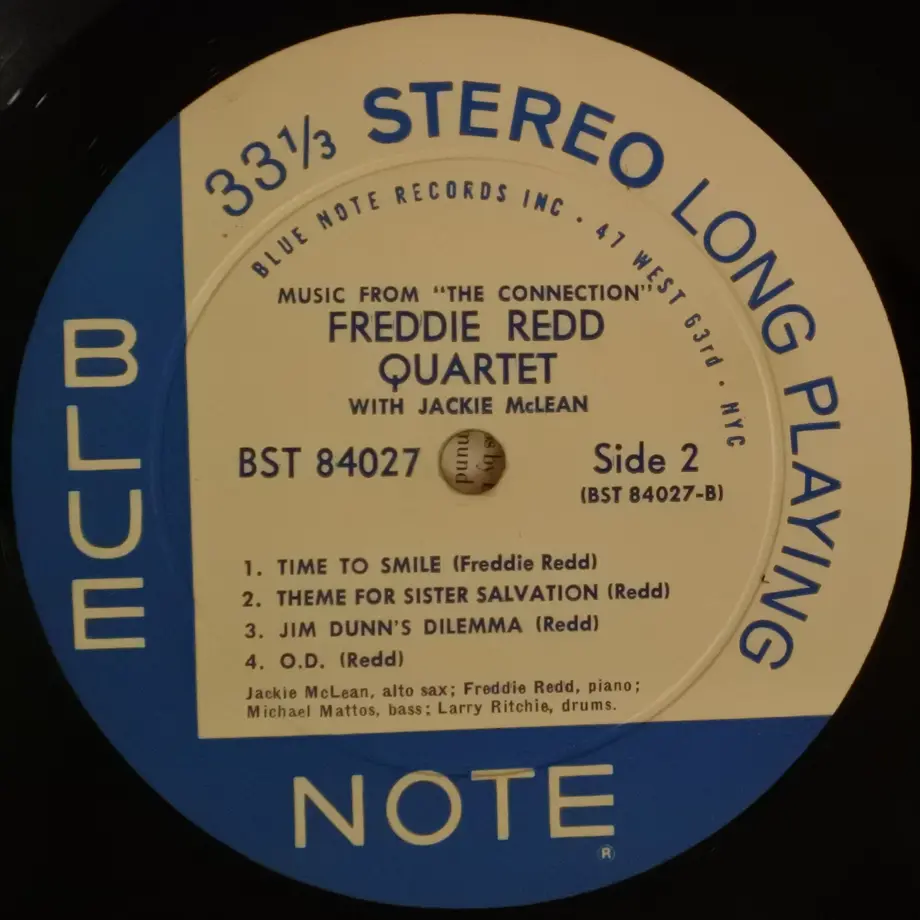 33⅓ STEREO LONG PLAYING
BLUE NOTE RECORDS INC · 47 WEST 63rd · NYC
MUSIC FROM "THE CONNECTION"
FREDDIE REDD
QUARTET
WITH JACKIE McLEAN
BST 84027
Side 2
(BST 84027-B)
1. TIME TO SMILE (Freddie Redd)
2. THEME FOR SISTER SALVATION (Redd)
3. JIM DUNN'S DILEMMA (Redd)
4. O.D. (Redd)
Jackie McLean, alto sax; Freddie Redd, piano;
Michael Mattos, bass; Larry Ritchie, drums.
BLUE
NOTE
®